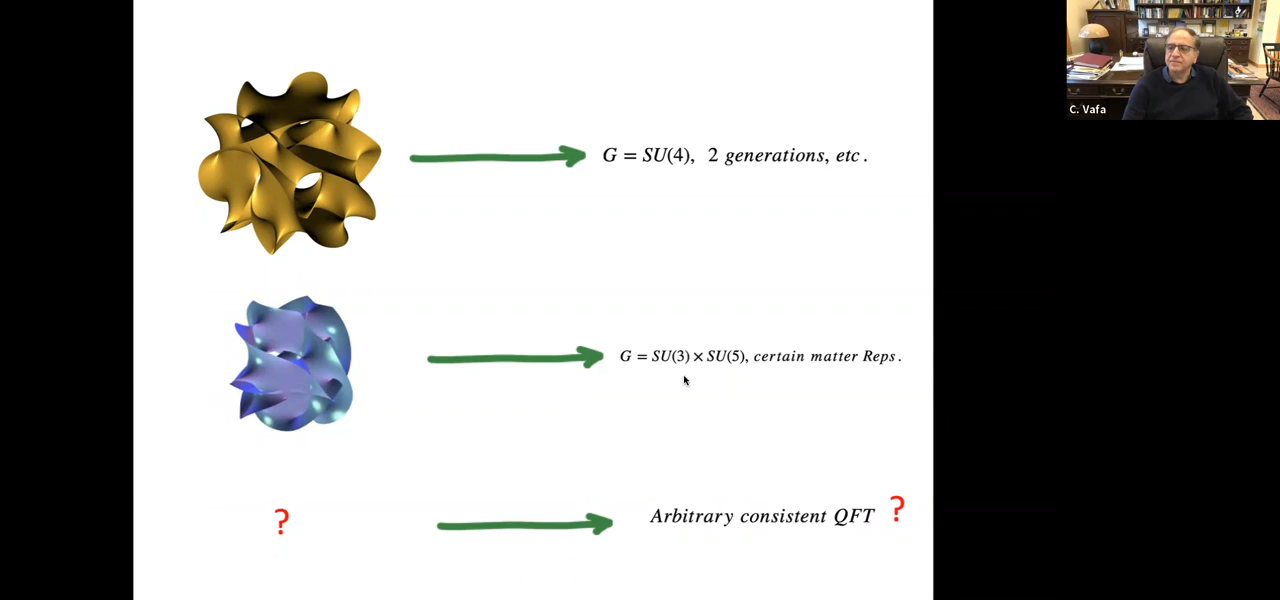 C. Vafa
G = SU(4), 2 generations, etc .
G = SU(3) × SU(5), certain matter Reps .
?
Arbitrary consistent QFT ?